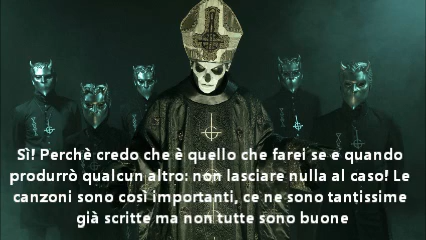 Sì! Perchè credo che è quello che farei se e quando
produrrò qualcun altro: non lasciare nulla al caso! Le
canzoni sono così importanti, ce ne sono tantissime
già scritte ma non tutte sono buone